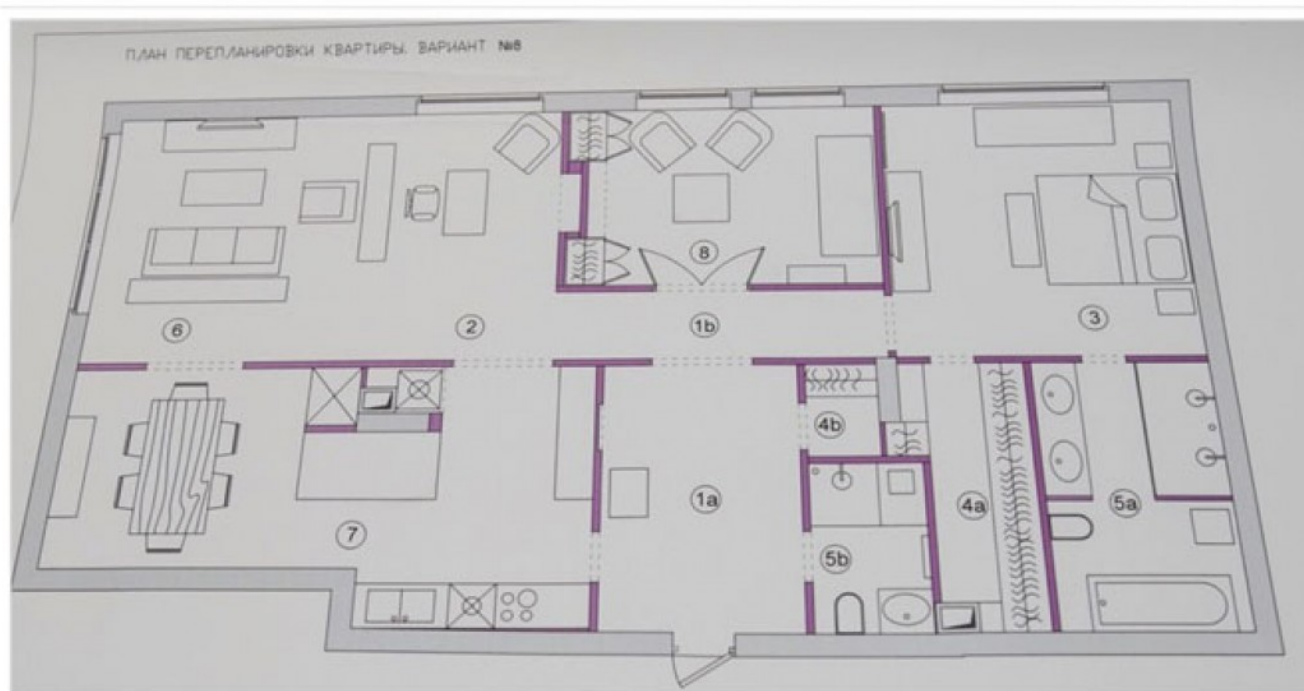 ПЛАН ПЕРЕПЛАНИРОВКИ КВАРТИРЫ. ВАРИАНТ №8
8
6
2
1b
3
4b
7
1a
4a
5a
5b